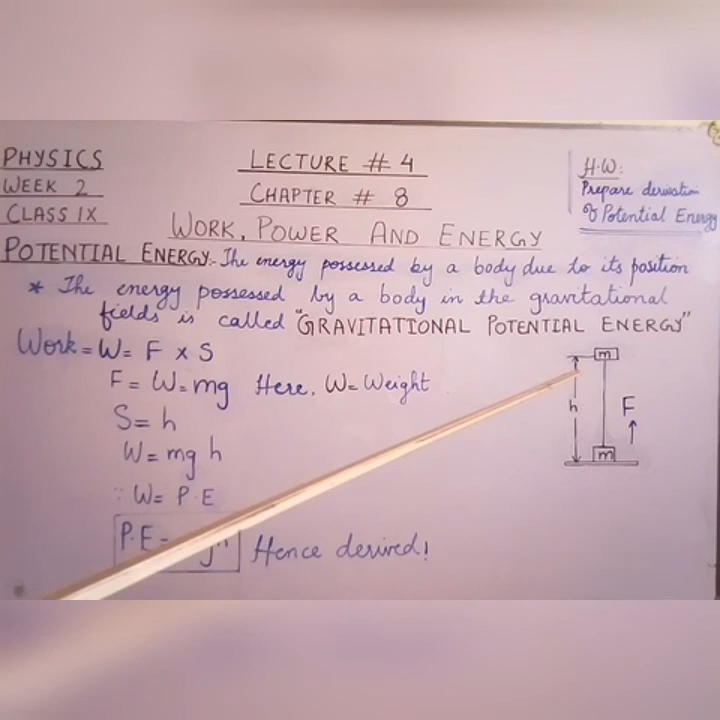 PHYSICS
WEEK 2
CLASS IX
LECTURE # 4
CHAPTER # 8
WORK, POWER AND ENERGY
H.W:
Prepare derivation
of Potential Energy
POTENTIAL ENERGY:- The energy possessed by a body due to its position
* The energy possessed by a body in the gravitational
fields is called "GRAVITATIONAL POTENTIAL ENERGY"
Work = W = F x S
F = W = mg Here, W = Weight
S = h
W = mg h
∵ W = P.E
P.E =
Hence derived!
m
h
F
m